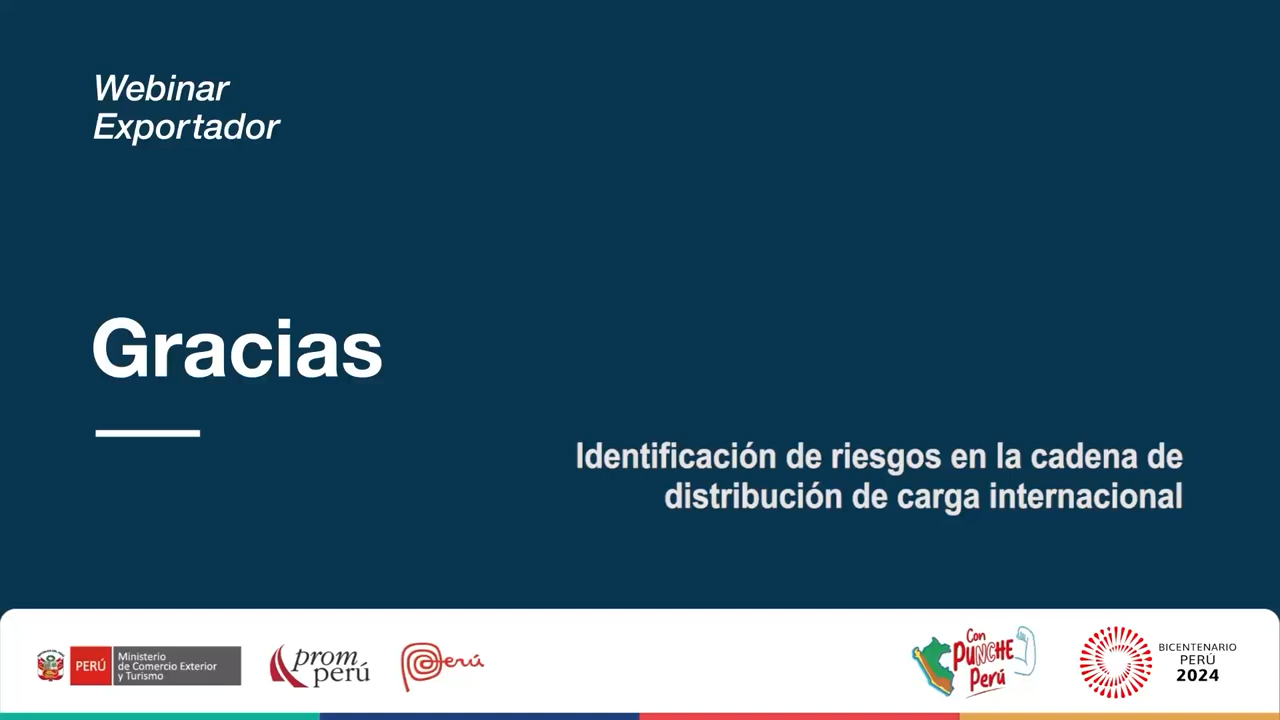 Webinar
Exportador
Gracias
Identificación de riesgos en la cadena de
distribución de carga internacional
PERÚ
Ministerio
de Comercio Exterior
y Turismo
prom
perú
Perú
Con
PUNCHE
Perú
BICENTENARIO
PERÚ
2024